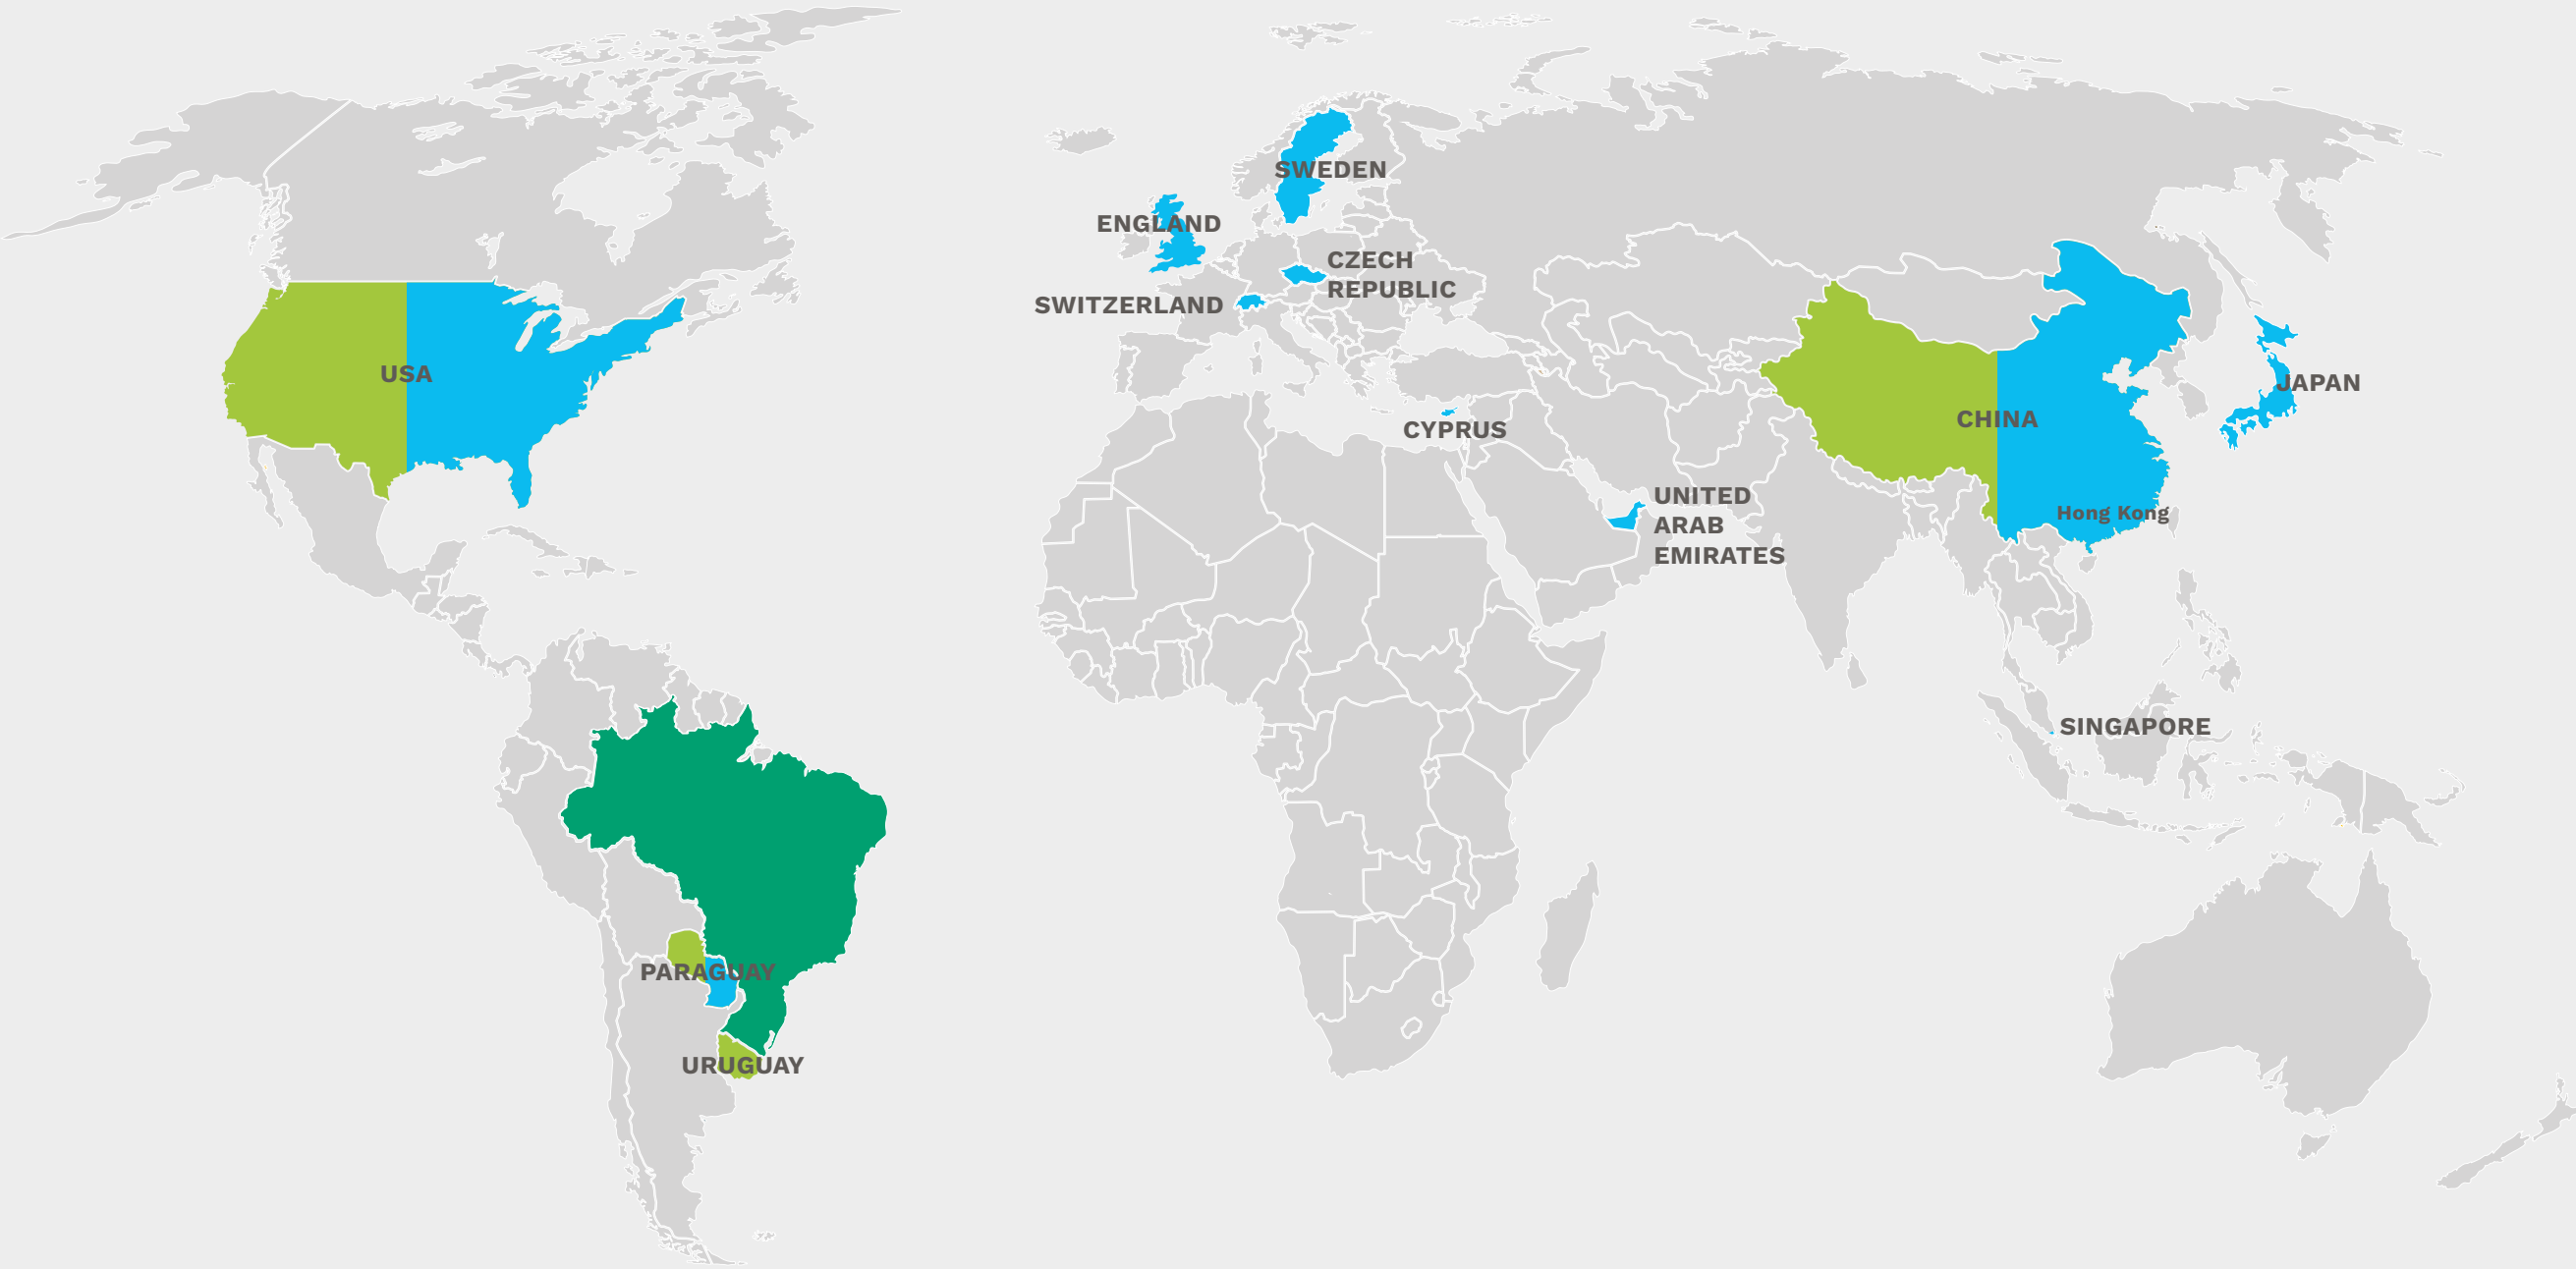 SWEDEN
ENGLAND
CZECH
REPUBLIC
SWITZERLAND
USA
JAPAN
CHINA
CYPRUS
UNITED
ARAB
EMIRATES
Hong Kong
SINGAPORE
PARAGUAY
URUGUAY